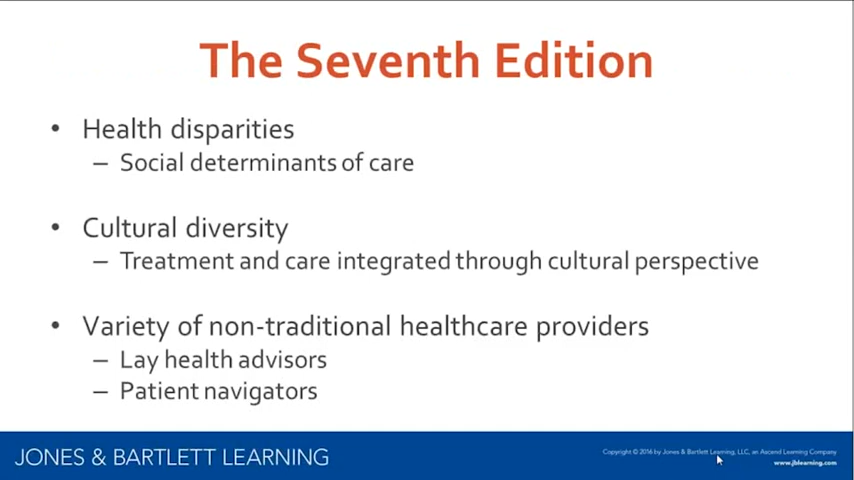 The Seventh Edition
• Health disparities
– Social determinants of care
• Cultural diversity
– Treatment and care integrated through cultural perspective
• Variety of non-traditional healthcare providers
– Lay health advisors
– Patient navigators
JONES & BARTLETT LEARNING
Copyright © 2016 by Jones & Bartlett Learning, LLC, an Ascend Learning Company
www.jblearning.com